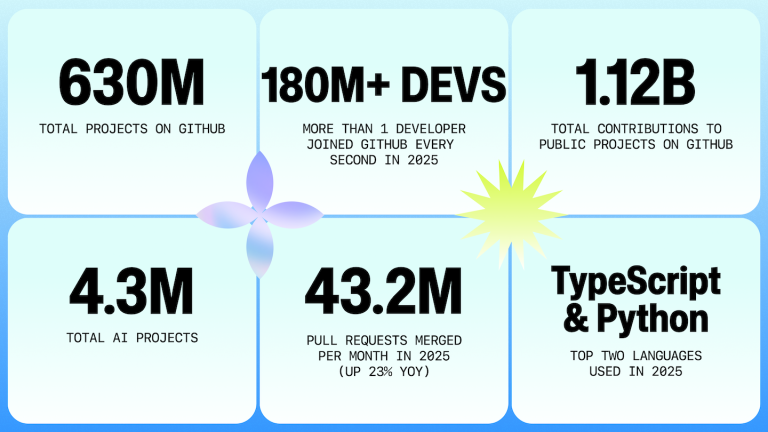 630M
TOTAL PROJECTS ON GITHUB
180M+ DEVS
MORE THAN 1 DEVELOPER
JOINED GITHUB EVERY
SECOND IN 2025
1.12B
TOTAL CONTRIBUTIONS TO
PUBLIC PROJECTS ON GITHUB
4.3M
TOTAL AI PROJECTS
43.2M
PULL REQUESTS MERGED
PER MONTH IN 2025
(UP 23% YOY)
TypeScript
& Python
TOP TWO LANGUAGES
USED IN 2025